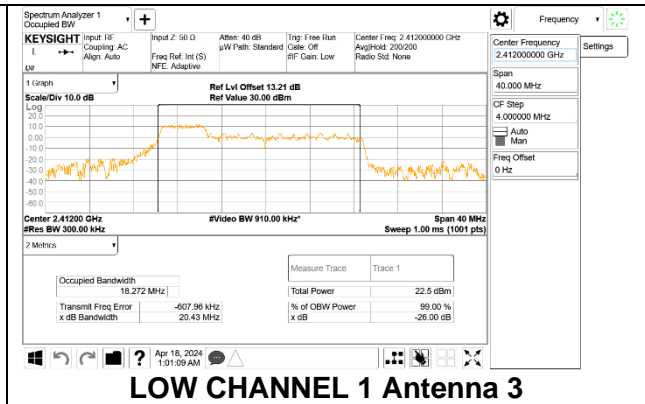 Spectrum Analyzer 1
Occupied BW
Frequency
KEYSIGHT Input: RF Input Z: 50 Ω Atten: 40 dB Trig: Free Run Center Freq: 2.412000000 GHz
L Coupling: AC µW Path: Standard Gate: Off Avg|Hold: 200/200
Align: Auto Freq Ref: Int (S) #IF Gain: Low Radio Std: None
NFE: Adaptive
Center Frequency
2.412000000 GHz
Settings
Span
40.000 MHz
CF Step
4.000000 MHz
Auto
Man
Freq Offset
0 Hz
1 Graph
Ref Lvl Offset 13.21 dB
Scale/Div 10.0 dB Ref Value 30.00 dBm
Log
20.0
10.0
0.00
-10.0
-20.0
-30.0
-40.0
-50.0
-60.0
Center 2.41200 GHz #Video BW 910.00 kHz* Span 40 MHz
#Res BW 300.00 kHz Sweep 1.00 ms (1001 pts)
2 Metrics
Measure Trace Trace 1
Occupied Bandwidth
18.272 MHz Total Power 22.5 dBm
Transmit Freq Error -607.96 kHz % of OBW Power 99.00 %
x dB Bandwidth 20.43 MHz x dB -26.00 dB
Apr 18, 2024
1:01:09 AM
LOW CHANNEL 1 Antenna 3